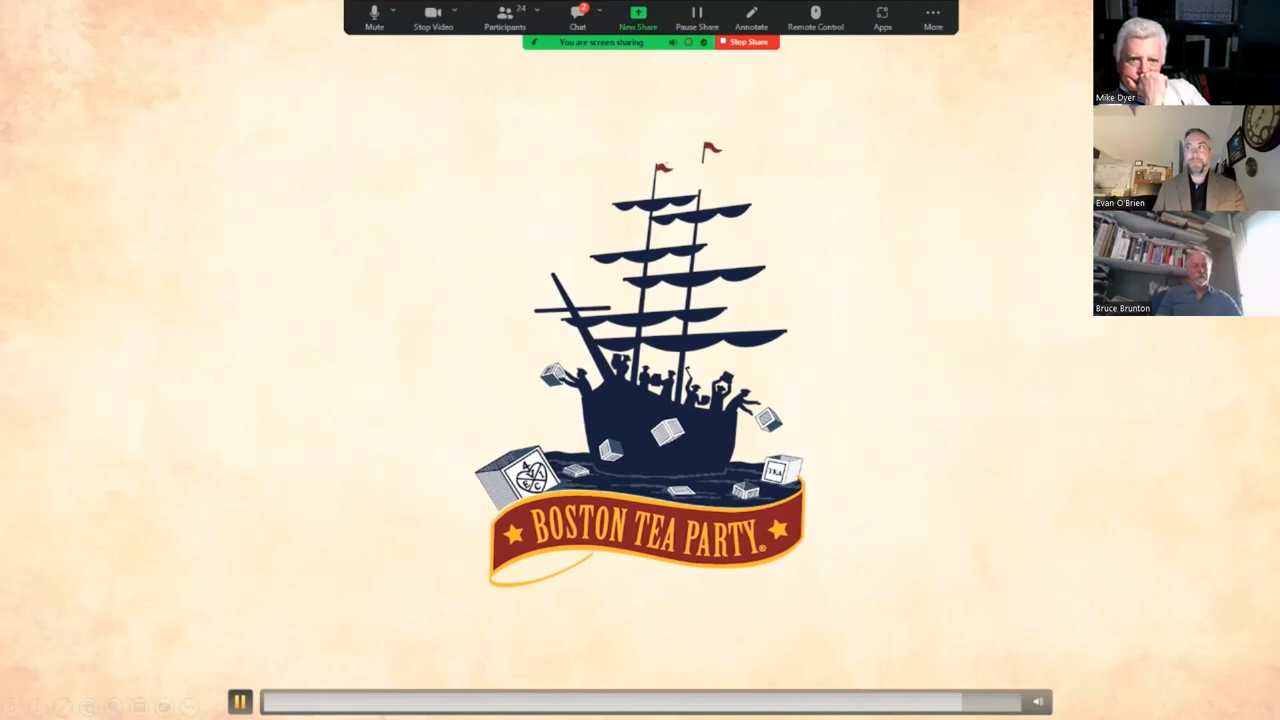 Mute
Stop Video
24
Participants
2
Chat
New Share
Pause Share
Annotate
Remote Control
Apps
More
You are screen sharing
Stop Share
Mike Dyer
Evan O'Brien
Bruce Brunton
TEA
BOSTON TEA PARTY®